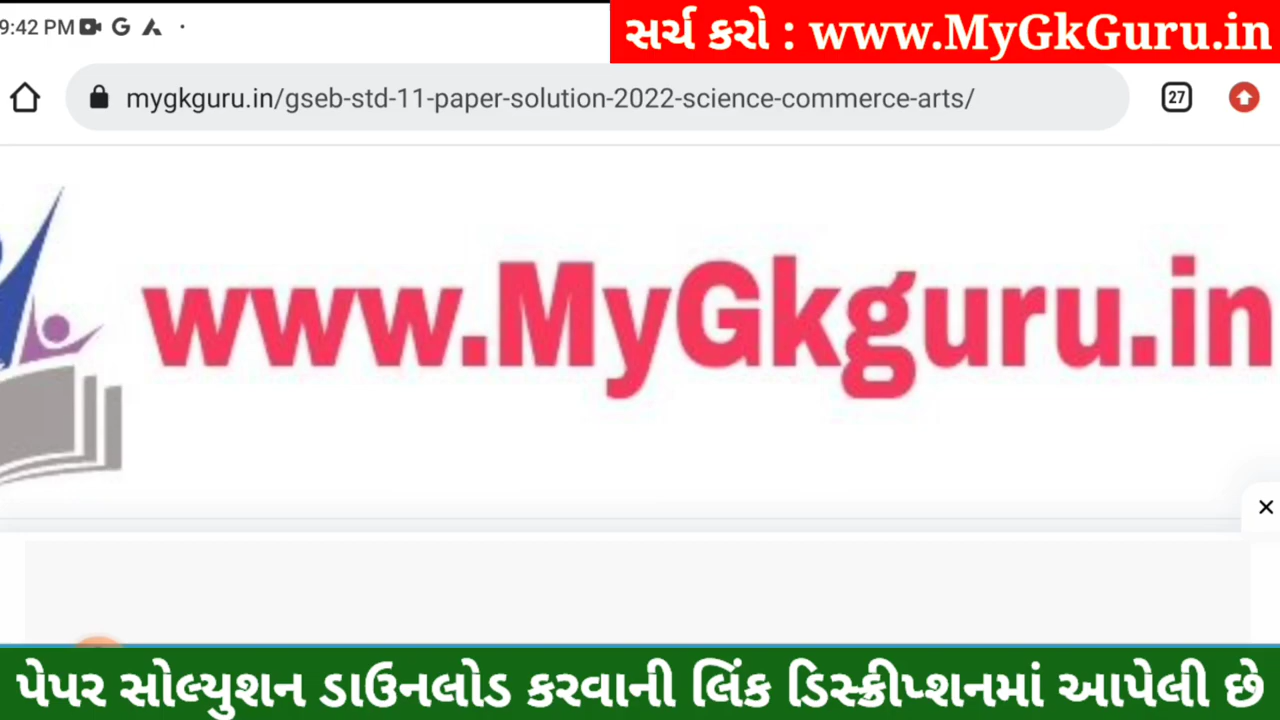 9:42 PM
સર્ચ કરો : www.MyGkGuru.in
mygkguru.in/gseb-std-11-paper-solution-2022-science-commerce-arts/
27
www.MyGkguru.in
પેપર સોલ્યુશન ડાઉનલોડ કરવાની લિંક ડિસ્ક્રીપ્શનમાં આપેલી છે